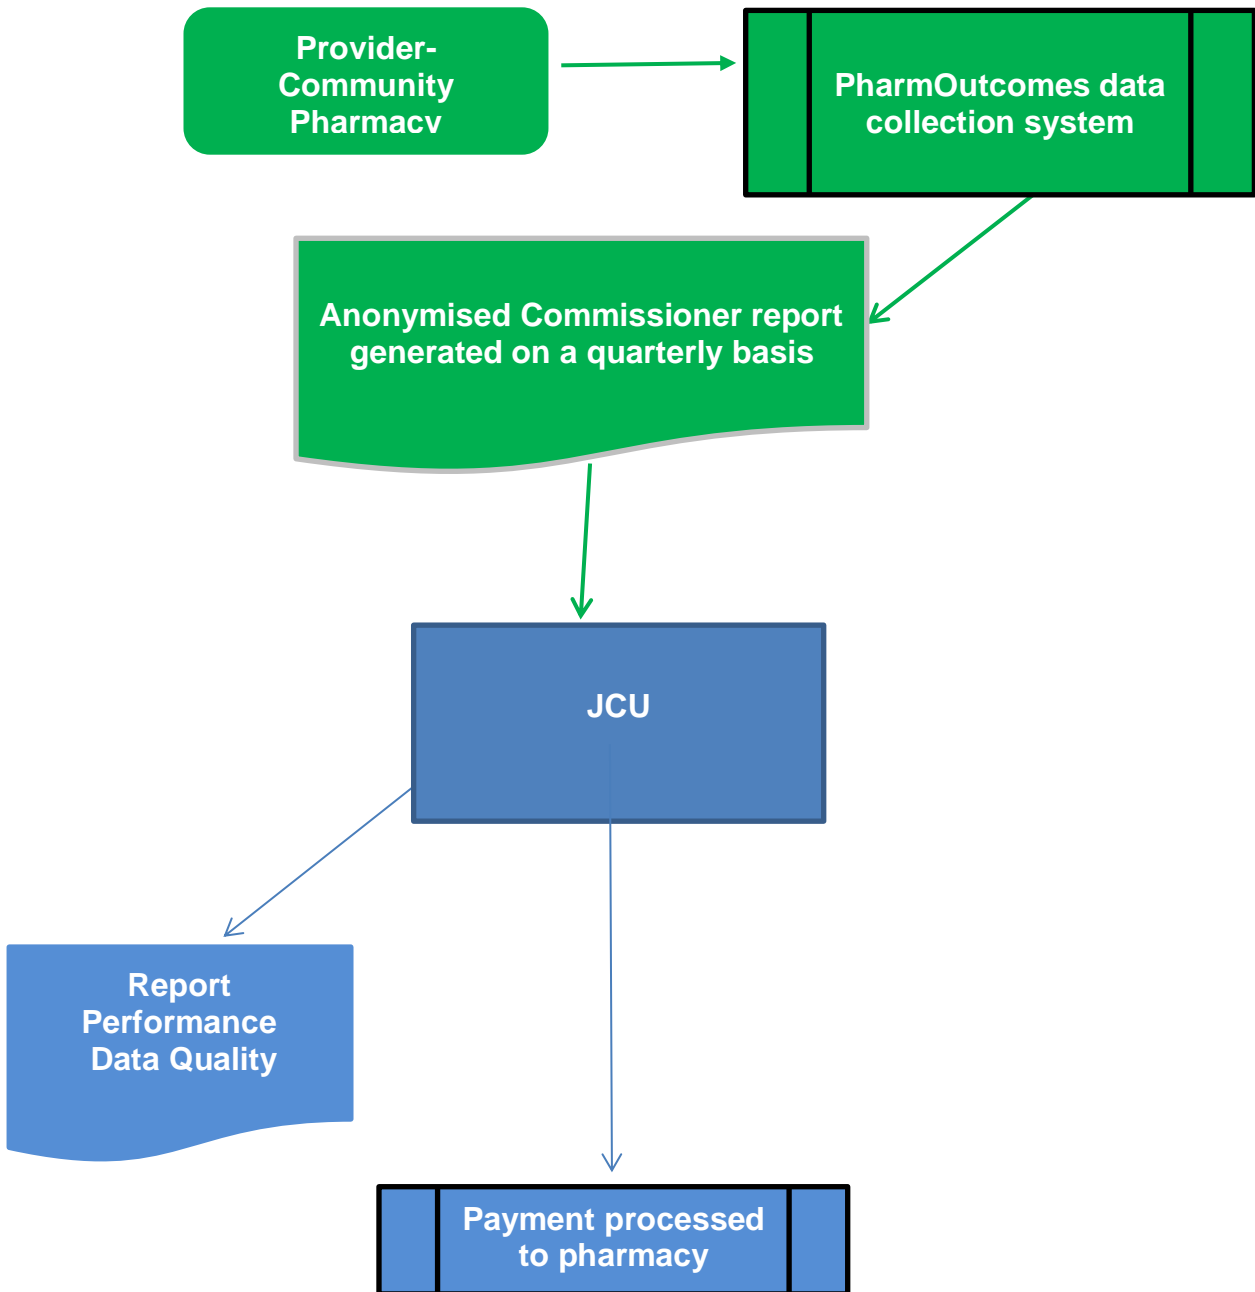 Provider-
Community
Pharmacy
PharmOutcomes data
collection system
Anonymised Commissioner report
generated on a quarterly basis
JCU
Report
Performance
Data Quality
Payment processed
to pharmacy